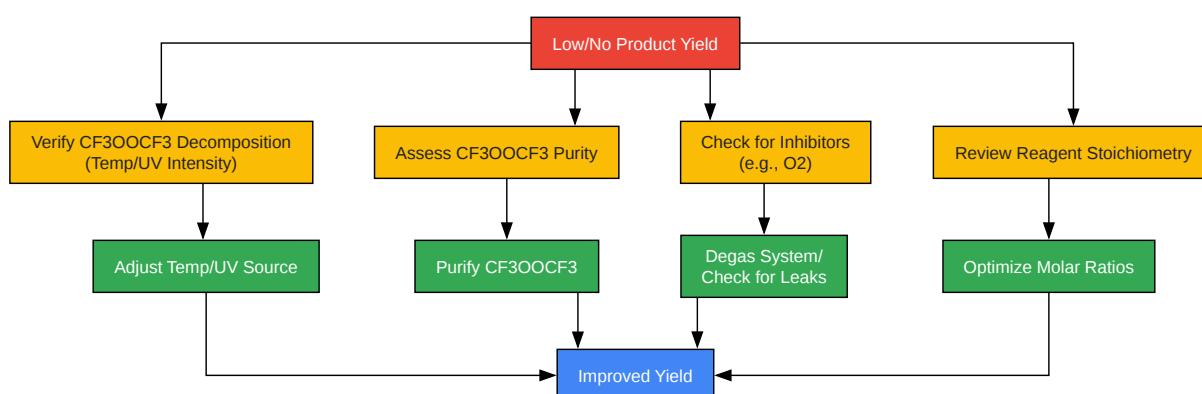 Low/No Product Yield
Verify CF3OOCF3 Decomposition
(Temp/UV Intensity)
Assess CF3OOCF3 Purity
Check for Inhibitors
(e.g., O2)
Review Reagent Stoichiometry
Adjust Temp/UV Source
Purify CF3OOCF3
Degas System/
Check for Leaks
Optimize Molar Ratios
Improved Yield